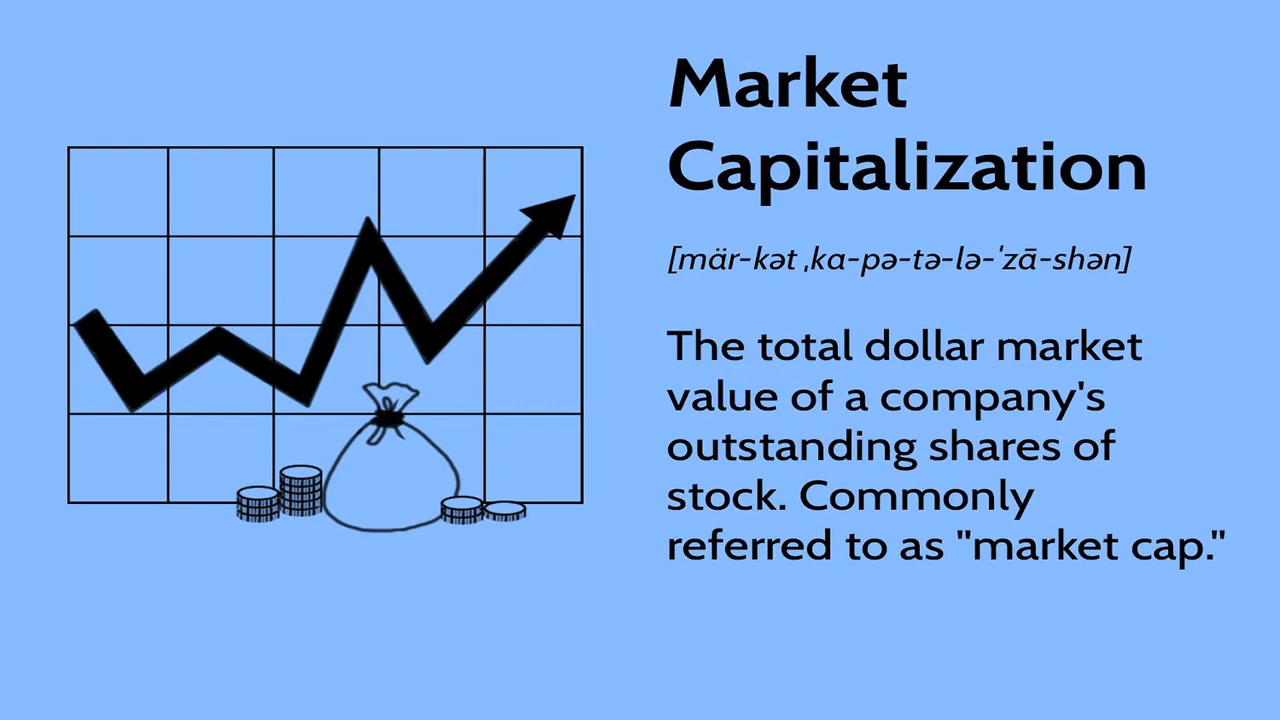 Market
Capitalization
[mär-kət ˌka-pə-tə-lə-ˈzā-shən]
The total dollar market
value of a company's
outstanding shares of
stock. Commonly
referred to as "market cap."